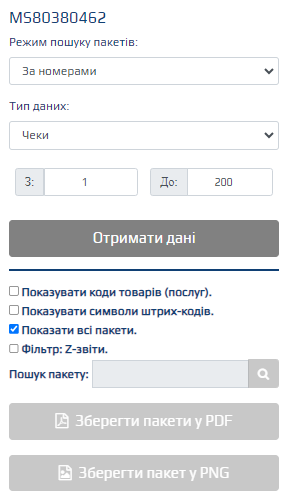 MS80380462
Режим пошуку пакетів:
За номерами
Тип даних:
Чеки
З: 1 До: 200
Отримати дані
Показувати коди товарів (послуг).
Показувати символи штрих-кодів.
Показати всі пакети.
Фільтр: Z-звіти.
Пошук пакету:
Зберегти пакети у PDF
Зберегти пакет у PNG